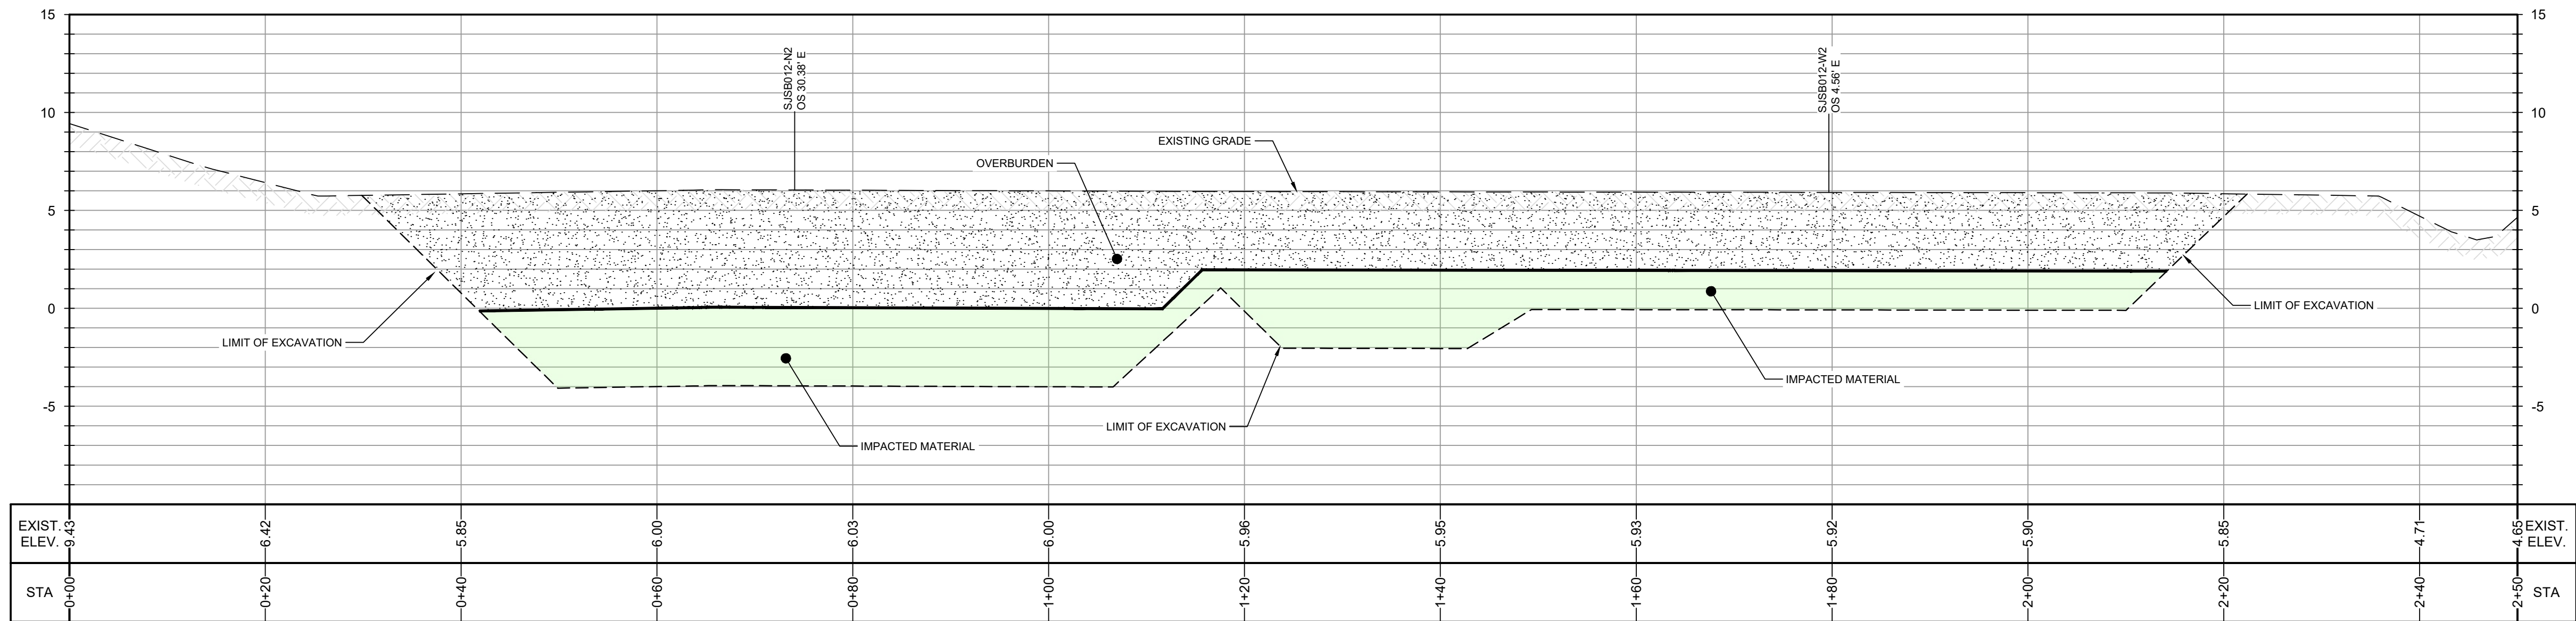 15
15
SJSB012-N2
OS 30.38' E
SJSB012-W2
OS 4.56' E
10
10
EXISTING GRADE
OVERBURDEN
5
5
0
0
LIMIT OF EXCAVATION
LIMIT OF EXCAVATION
IMPACTED MATERIAL
-5
-5
LIMIT OF EXCAVATION
IMPACTED MATERIAL
EXIST.
ELEV.
9.43
6.42
5.85
6.00
6.03
6.00
5.96
5.95
5.93
5.92
5.90
5.85
4.71
4.65
EXIST.
ELEV.
STA
0+00
0+20
0+40
0+60
0+80
1+00
1+20
1+40
1+60
1+80
2+00
2+20
2+40
2+50
STA